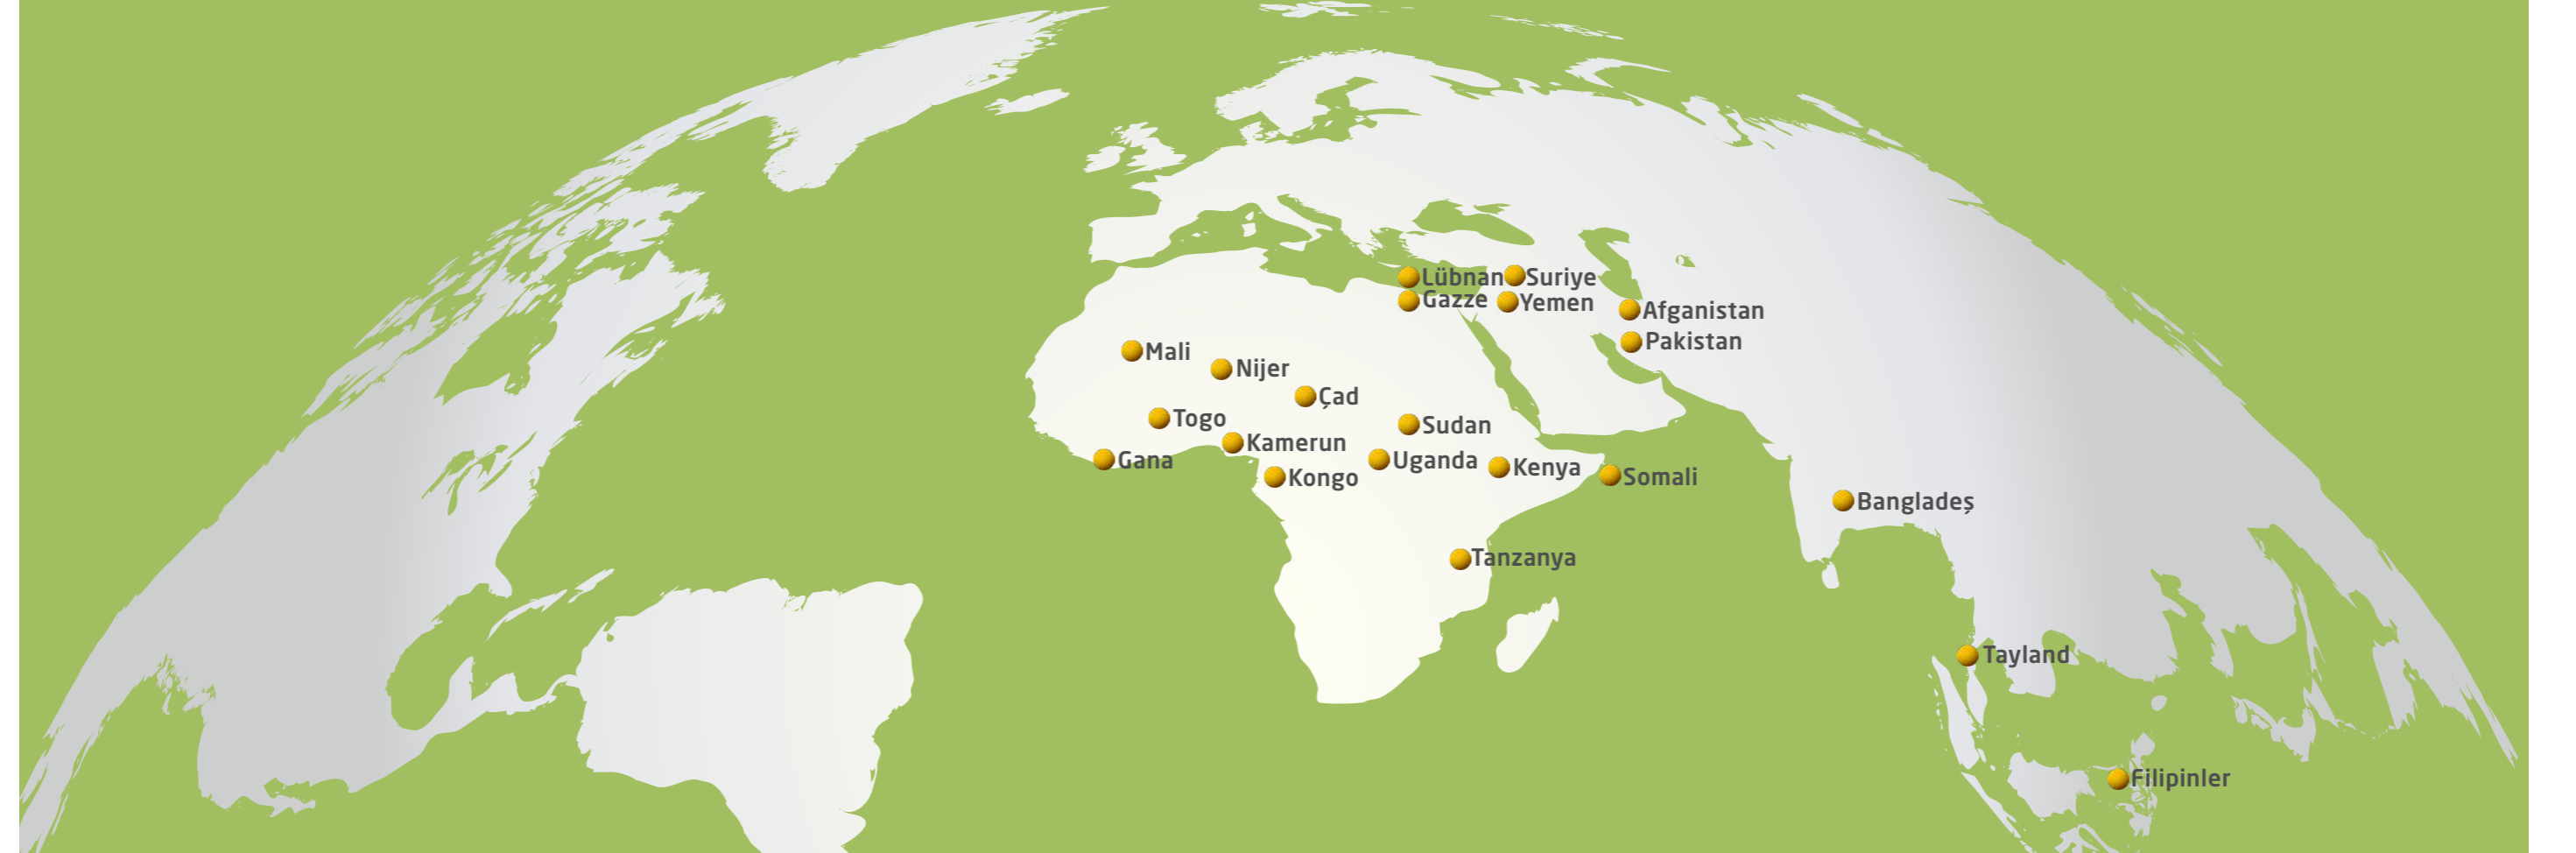 Lübnan
Suriye
Gazze
Yemen
Afganistan
Pakistan
Mali
Nijer
Çad
Togo
Sudan
Kamerun
Gana
Uganda
Kenya
Kongo
Somali
Bangladeş
Tanzanya
Tayland
Filipinler